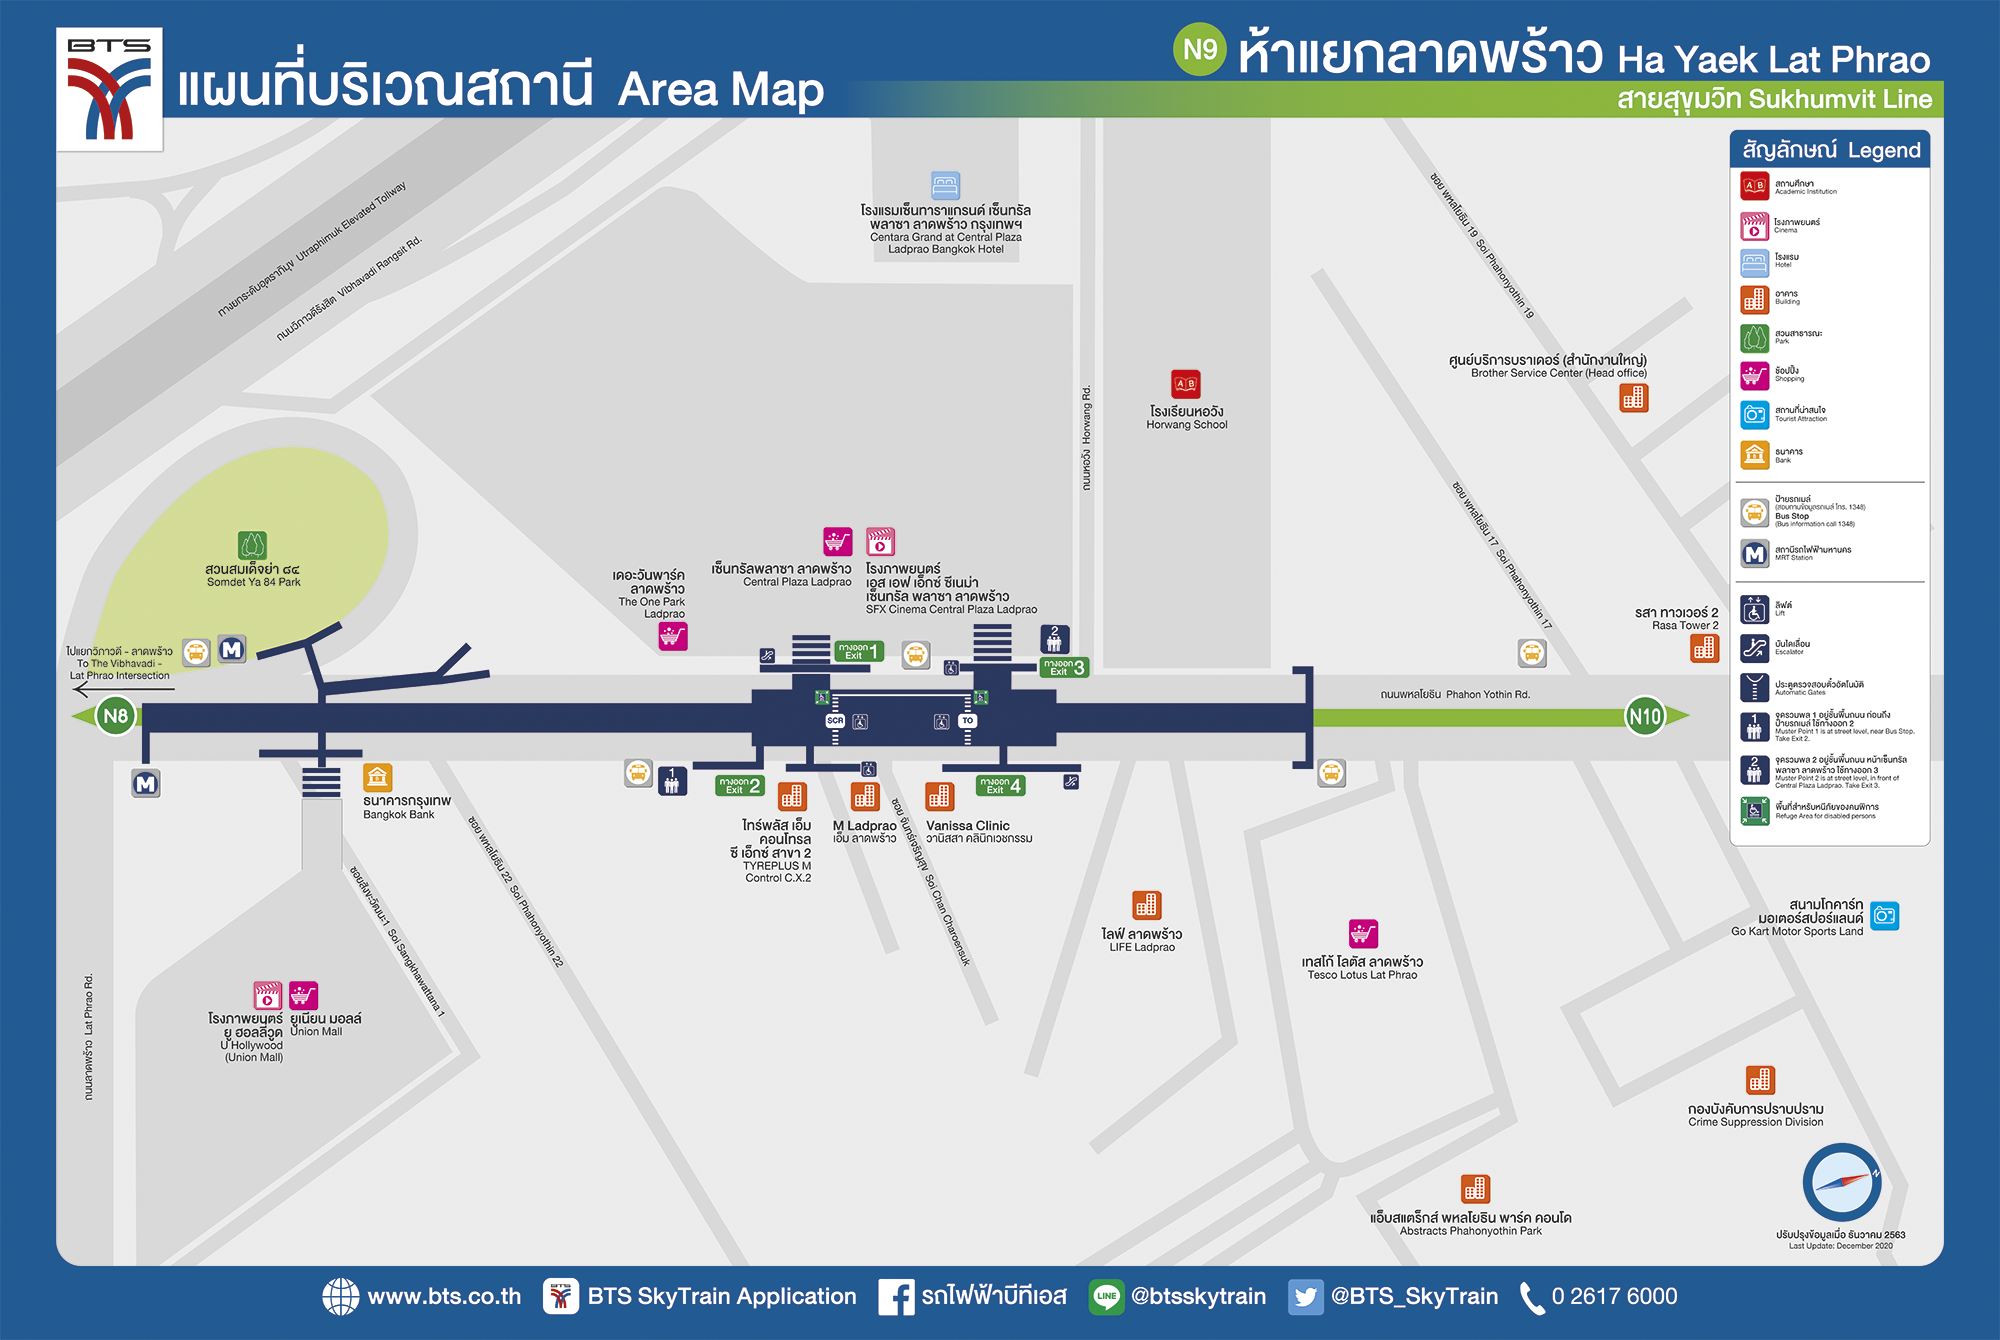 BTS
แผนที่บริเวณสถานี Area Map
N9 ห้าแยกลาดพร้าว Ha Yaek Lat Phrao
สายสุขุมวิท Sukhumvit Line
สัญลักษณ์ Legend
สถานศึกษา
Academic Institution
โรงภาพยนตร์
Cinema
โรงแรม
Hotel
อาคาร
Building
สวนสาธารณะ
Park
ช้อปปิ้ง
Shopping
สถานที่น่าสนใจ
Tourist Attraction
ธนาคาร
Bank
ป้ายรถเมล์
(สอบถามข้อมูลรถเมล์ โทร. 1348)
Bus Stop
(Bus information call 1348)
สถานีรถไฟฟ้ามหานคร
MRT Station
ลิฟต์
Lift
บันไดเลื่อน
Escalator
ประตูตรวจสอบตั๋วอัตโนมัติ
Automatic Gates
จุดรวมพล 1 อยู่ชั้นพื้นถนน ก่อนถึง
ป้ายรถเมล์ ใช้ทางออก 2
Muster Point 1 is at street level, near Bus Stop.
Take Exit 2.
จุดรวมพล 2 อยู่ชั้นพื้นถนน หน้าเซ็นทรัล
พลาซา ลาดพร้าว ใช้ทางออก 3
Muster Point 2 is at street level, in front of
Central Plaza Ladprao. Take Exit 3.
พื้นที่สำหรับหนีภัยของคนพิการ
Refuge Area for disabled persons
ทางยกระดับอุตราภิมุข Utraphimuk Elevated Tollway
ถนนวิภาวดีรังสิต Vibhavadi Rangsit Rd.
โรงแรมเซ็นทาราแกรนด์ เซ็นทรัล
พลาซา ลาดพร้าว กรุงเทพฯ
Centara Grand at Central Plaza
Ladprao Bangkok Hotel
ถนนหอวัง Horwang Rd.
โรงเรียนหอวัง
Horwang School
ซอย พหลโยธิน 19 Soi Phahonyothin 19
ศูนย์บริการบราเดอร์ (สำนักงานใหญ่)
Brother Service Center (Head office)
ซอย พหลโยธิน 17 Soi Phahonyothin 17
รสา ทาวเวอร์ 2
Rasa Tower 2
สวนสมเด็จย่า ๘๔
Somdet Ya 84 Park
เดอะวันพาร์ค
ลาดพร้าว
The One Park
Ladprao
เซ็นทรัลพลาซา ลาดพร้าว
Central Plaza Ladprao
โรงภาพยนตร์
เอส เอฟ เอ็กซ์ ซีเนม่า
เซ็นทรัล พลาซา ลาดพร้าว
SFX Cinema Central Plaza Ladprao
ไปแยกวิภาวดี - ลาดพร้าว
To The Vibhavadi -
Lat Phrao Intersection
M
ทางออก
Exit 1
2
ทางออก
Exit 3
ถนนพหลโยธิน Phahon Yothin Rd.
N8
SCR
TO
N10
M
1
ทางออก
Exit 2
ทางออก
Exit 4
ธนาคารกรุงเทพ
Bangkok Bank
ไทร์พลัส เอ็ม
คอนโทรล
ซี เอ็กซ์ สาขา 2
TYREPLUS M
Control C.X.2
M Ladprao
เอ็ม ลาดพร้าว
Vanissa Clinic
วานิสสา คลินิกเวชกรรม
ซอย จันทร์เจริญสุข Soi Chan Charoensuk
ซอย พหลโยธิน 22 Soi Phahonyothin 22
ซอยสังขะวัฒนะ1 Soi Sangkhawattana 1
ถนนลาดพร้าว Lat Phrao Rd.
โรงภาพยนตร์
ยู ฮอลลีวูด
U Hollywood
(Union Mall)
ยูเนียน มอลล์
Union Mall
ไลฟ์ ลาดพร้าว
LIFE Ladprao
เทสโก้ โลตัส ลาดพร้าว
Tesco Lotus Lat Phrao
สนามโกคาร์ท
มอเตอร์สปอร์แลนด์
Go Kart Motor Sports Land
กองบังคับการปราบปราม
Crime Suppression Division
แอ็บสแตร็กส์ พหลโยธิน พาร์ค คอนโด
Abstracts Phahonyothin Park
N
ปรับปรุงข้อมูลเมื่อ ธันวาคม 2563
Last Update: December 2020
www.bts.co.th
BTS SkyTrain Application
รถไฟฟ้าบีทีเอส
LINE @btsskytrain
@BTS_SkyTrain
0 2617 6000